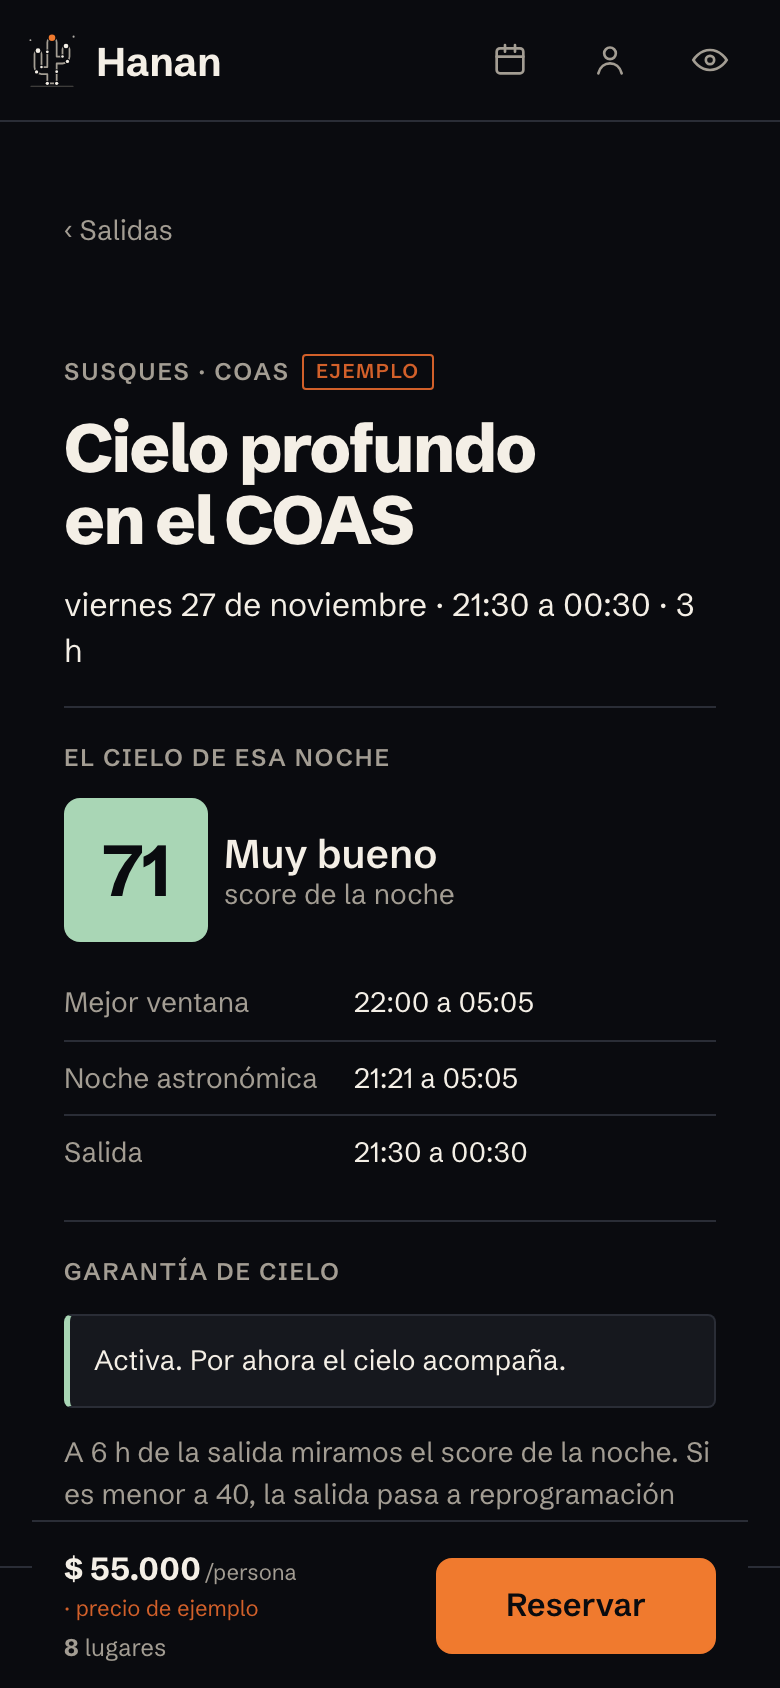 Hanan
‹ Salidas
SUSQUES · COAS EJEMPLO
Cielo profundo
en el COAS
viernes 27 de noviembre · 21:30 a 00:30 · 3
h
EL CIELO DE ESA NOCHE
71
Muy bueno
score de la noche
Mejor ventana 22:00 a 05:05
Noche astronómica 21:21 a 05:05
Salida 21:30 a 00:30
GARANTÍA DE CIELO
Activa. Por ahora el cielo acompaña.
A 6 h de la salida miramos el score de la noche. Si
es menor a 40, la salida pasa a reprogramación
$ 55.000 /persona
· precio de ejemplo
8 lugares
Reservar